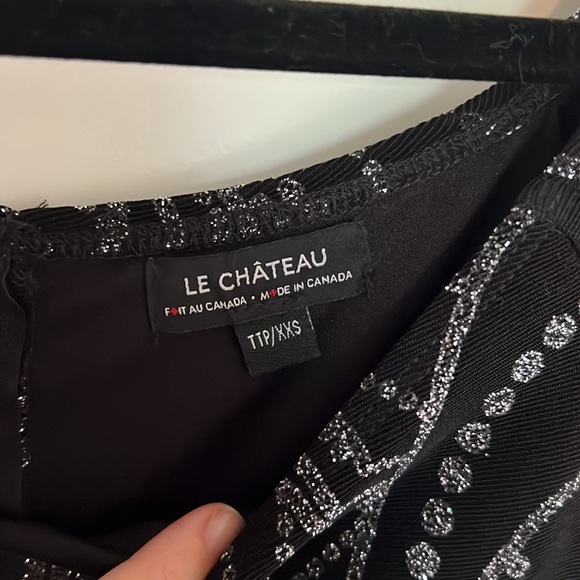 LE CHÂTEAU
FAIT AU CANADA • MADE IN CANADA
TTP/XXS